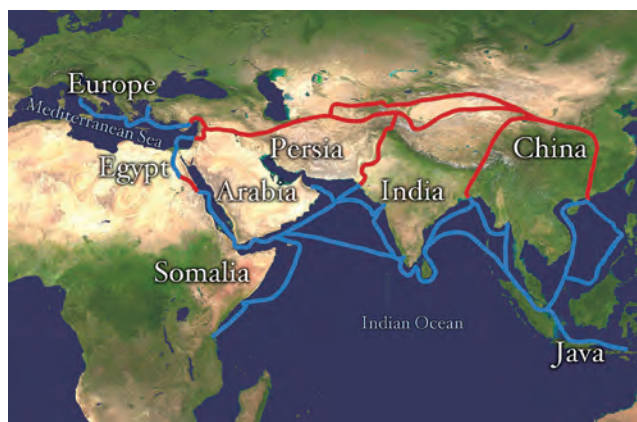 Europe
Mediterranean Sea
Egypt
Persia
China
Arabia
India
Somalia
Indian Ocean
Java